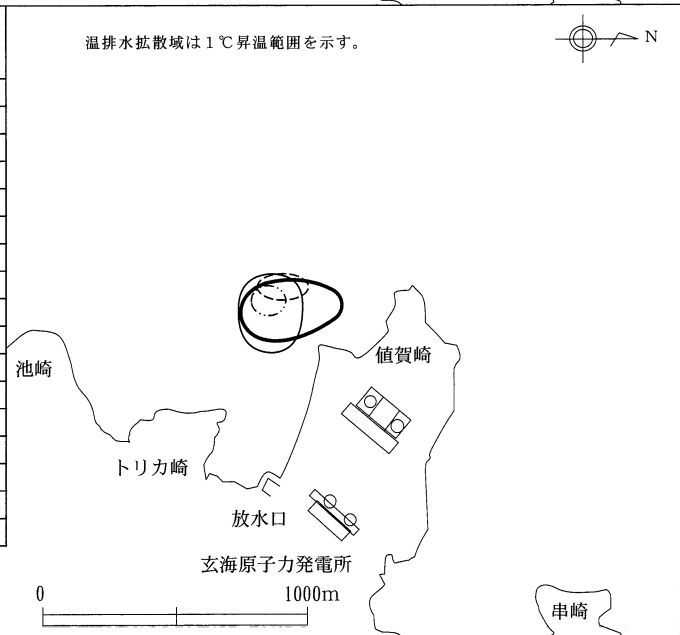 温排水拡散域は1℃昇温範囲を示す。
N
値賀崎
池崎
トリカ崎
放水口
玄海原子力発電所
0 1000m
串崎